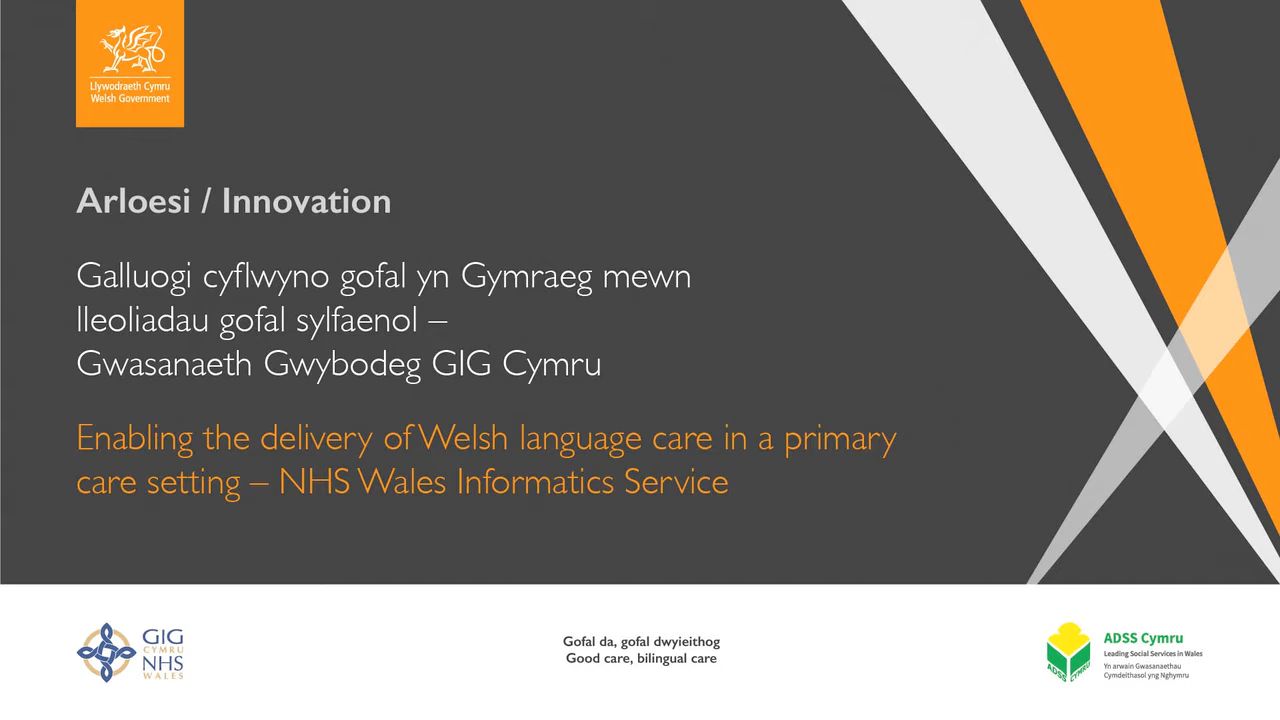 Llywodraeth Cymru
Welsh Government
Arloesi / Innovation
Galluogi cyflwyno gofal yn Gymraeg mewn
lleoliadau gofal sylfaenol –
Gwasanaeth Gwybodeg GIG Cymru
Enabling the delivery of Welsh language care in a primary
care setting – NHS Wales Informatics Service
GIG
CYMRU
NHS
WALES
Gofal da, gofal dwyieithog
Good care, bilingual care
ADSS CYMRU
ADSS Cymru
Leading Social Services in Wales
Yn arwain Gwasanaethau
Cymdeithasol yng Nghymru